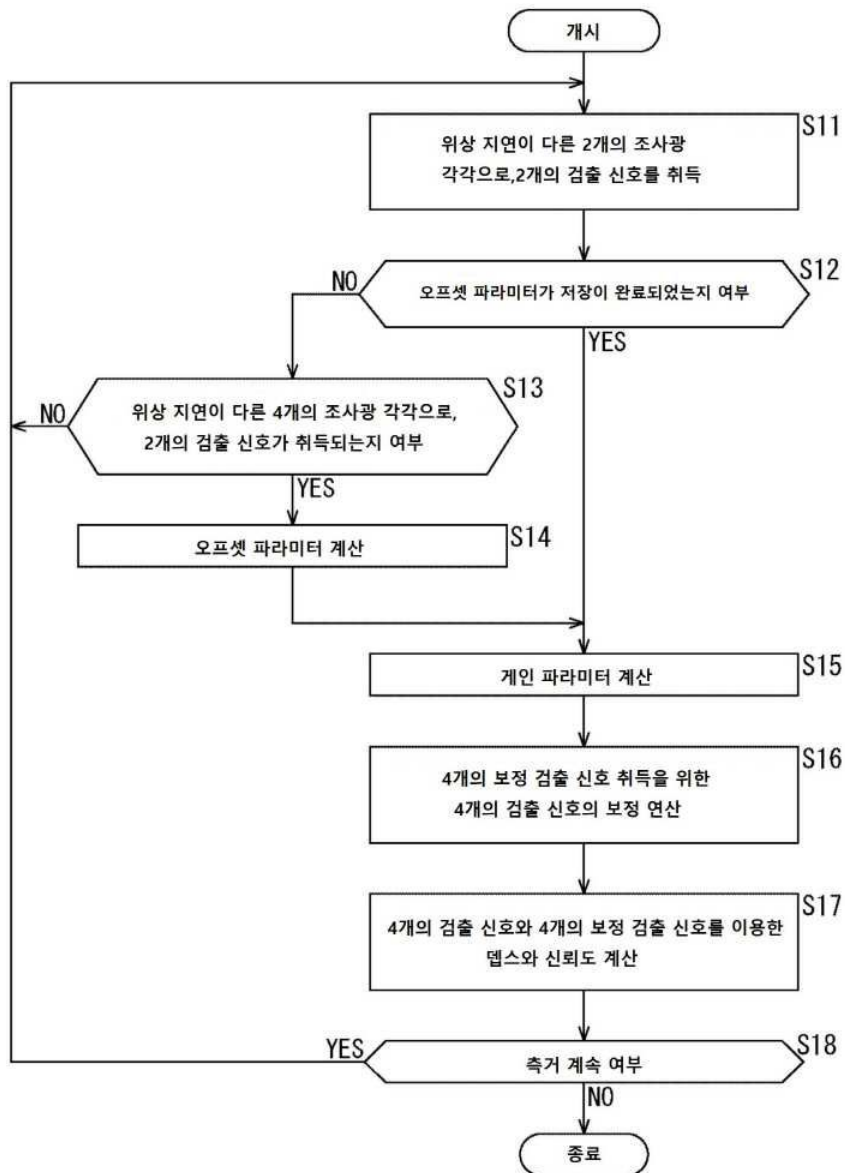 개시
S11
위상 지연이 다른 2개의 조사광
각각으로,2개의 검출 신호를 취득
S12
오프셋 파라미터가 저장이 완료되었는지 여부
NO
YES
S13
위상 지연이 다른 4개의 조사광 각각으로,
2개의 검출 신호가 취득되는지 여부
NO
YES
S14
오프셋 파라미터 계산
S15
게인 파라미터 계산
S16
4개의 보정 검출 신호 취득을 위한
4개의 검출 신호의 보정 연산
S17
4개의 검출 신호와 4개의 보정 검출 신호를 이용한
뎁스와 신뢰도 계산
S18
측거 계속 여부
YES
NO
종료